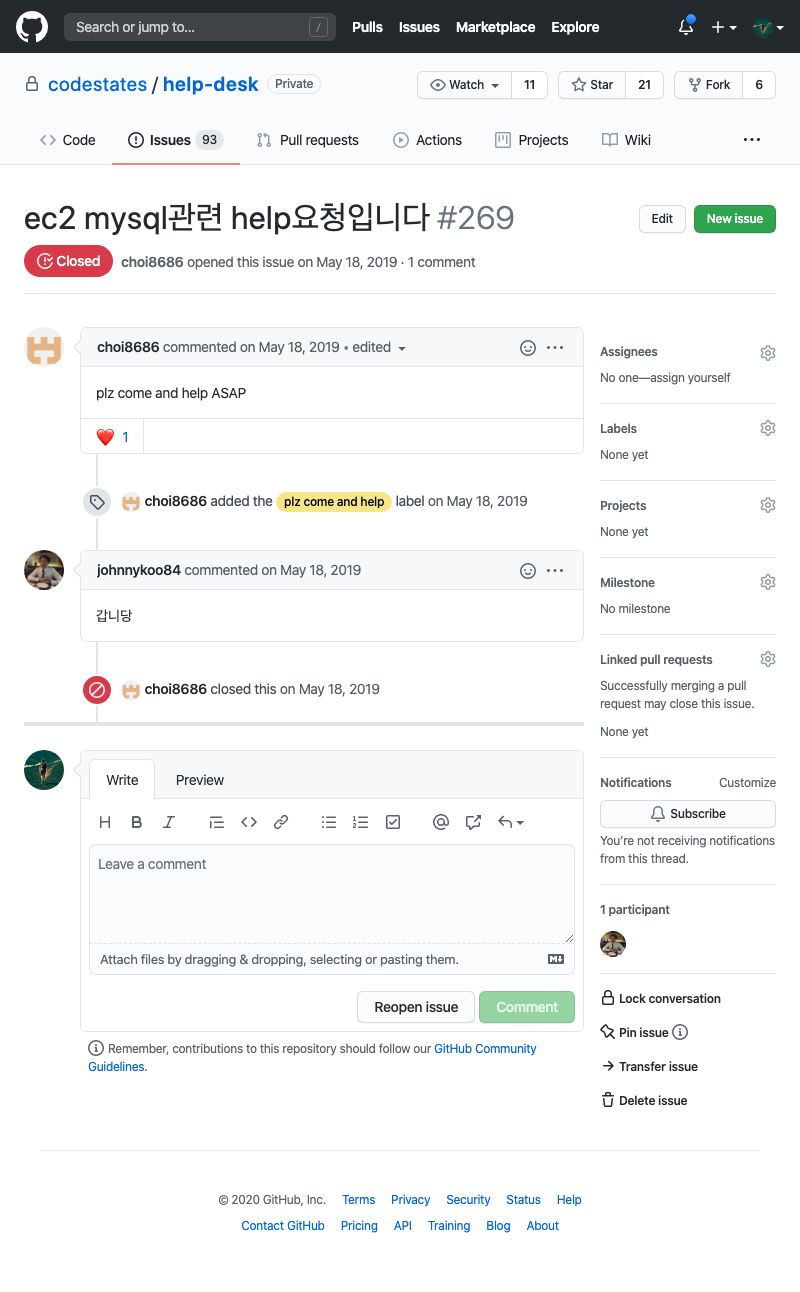 Search or jump to... /
Pulls Issues Marketplace Explore
codestates / help-desk Private
Watch 11 Star 21 Fork 6
Code Issues 93 Pull requests Actions Projects Wiki ...
ec2 mysql관련 help요청입니다 #269
Edit New issue
Closed choi8686 opened this issue on May 18, 2019 · 1 comment
choi8686 commented on May 18, 2019 • edited
plz come and help ASAP
❤️ 1
choi8686 added the plz come and help label on May 18, 2019
johnnykoo84 commented on May 18, 2019
갑니당
choi8686 closed this on May 18, 2019
Write Preview
H B I
Leave a comment
Attach files by dragging & dropping, selecting or pasting them.
Reopen issue Comment
Remember, contributions to this repository should follow our GitHub Community
Guidelines.
Assignees
No one—assign yourself
Labels
None yet
Projects
None yet
Milestone
No milestone
Linked pull requests
Successfully merging a pull
request may close this issue.
None yet
Notifications Customize
Subscribe
You’re not receiving notifications
from this thread.
1 participant
Lock conversation
Pin issue
Transfer issue
Delete issue
© 2020 GitHub, Inc. Terms Privacy Security Status Help
Contact GitHub Pricing API Training Blog About